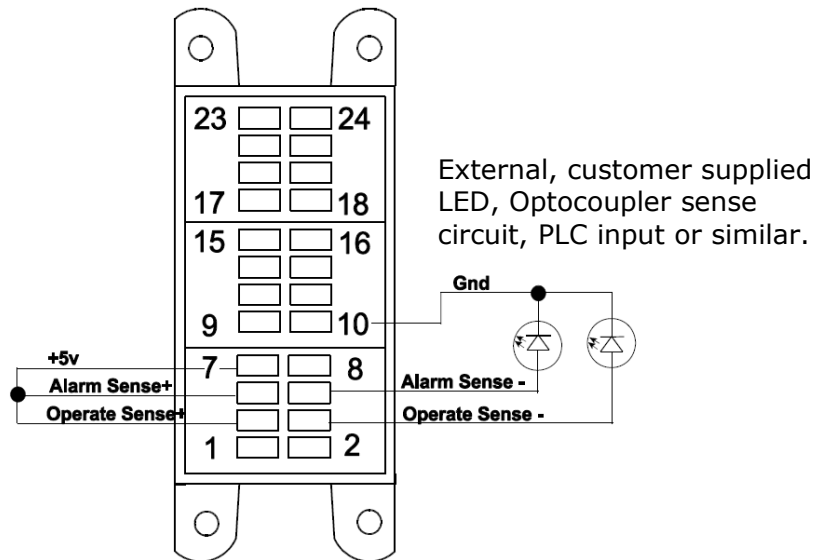 23 24
17 18
External, customer supplied
LED, Optocoupler sense
circuit, PLC input or similar.
15 16
9 10
Gnd
+5v
7 8
Alarm Sense+
Alarm Sense -
Operate Sense+
Operate Sense -
1 2